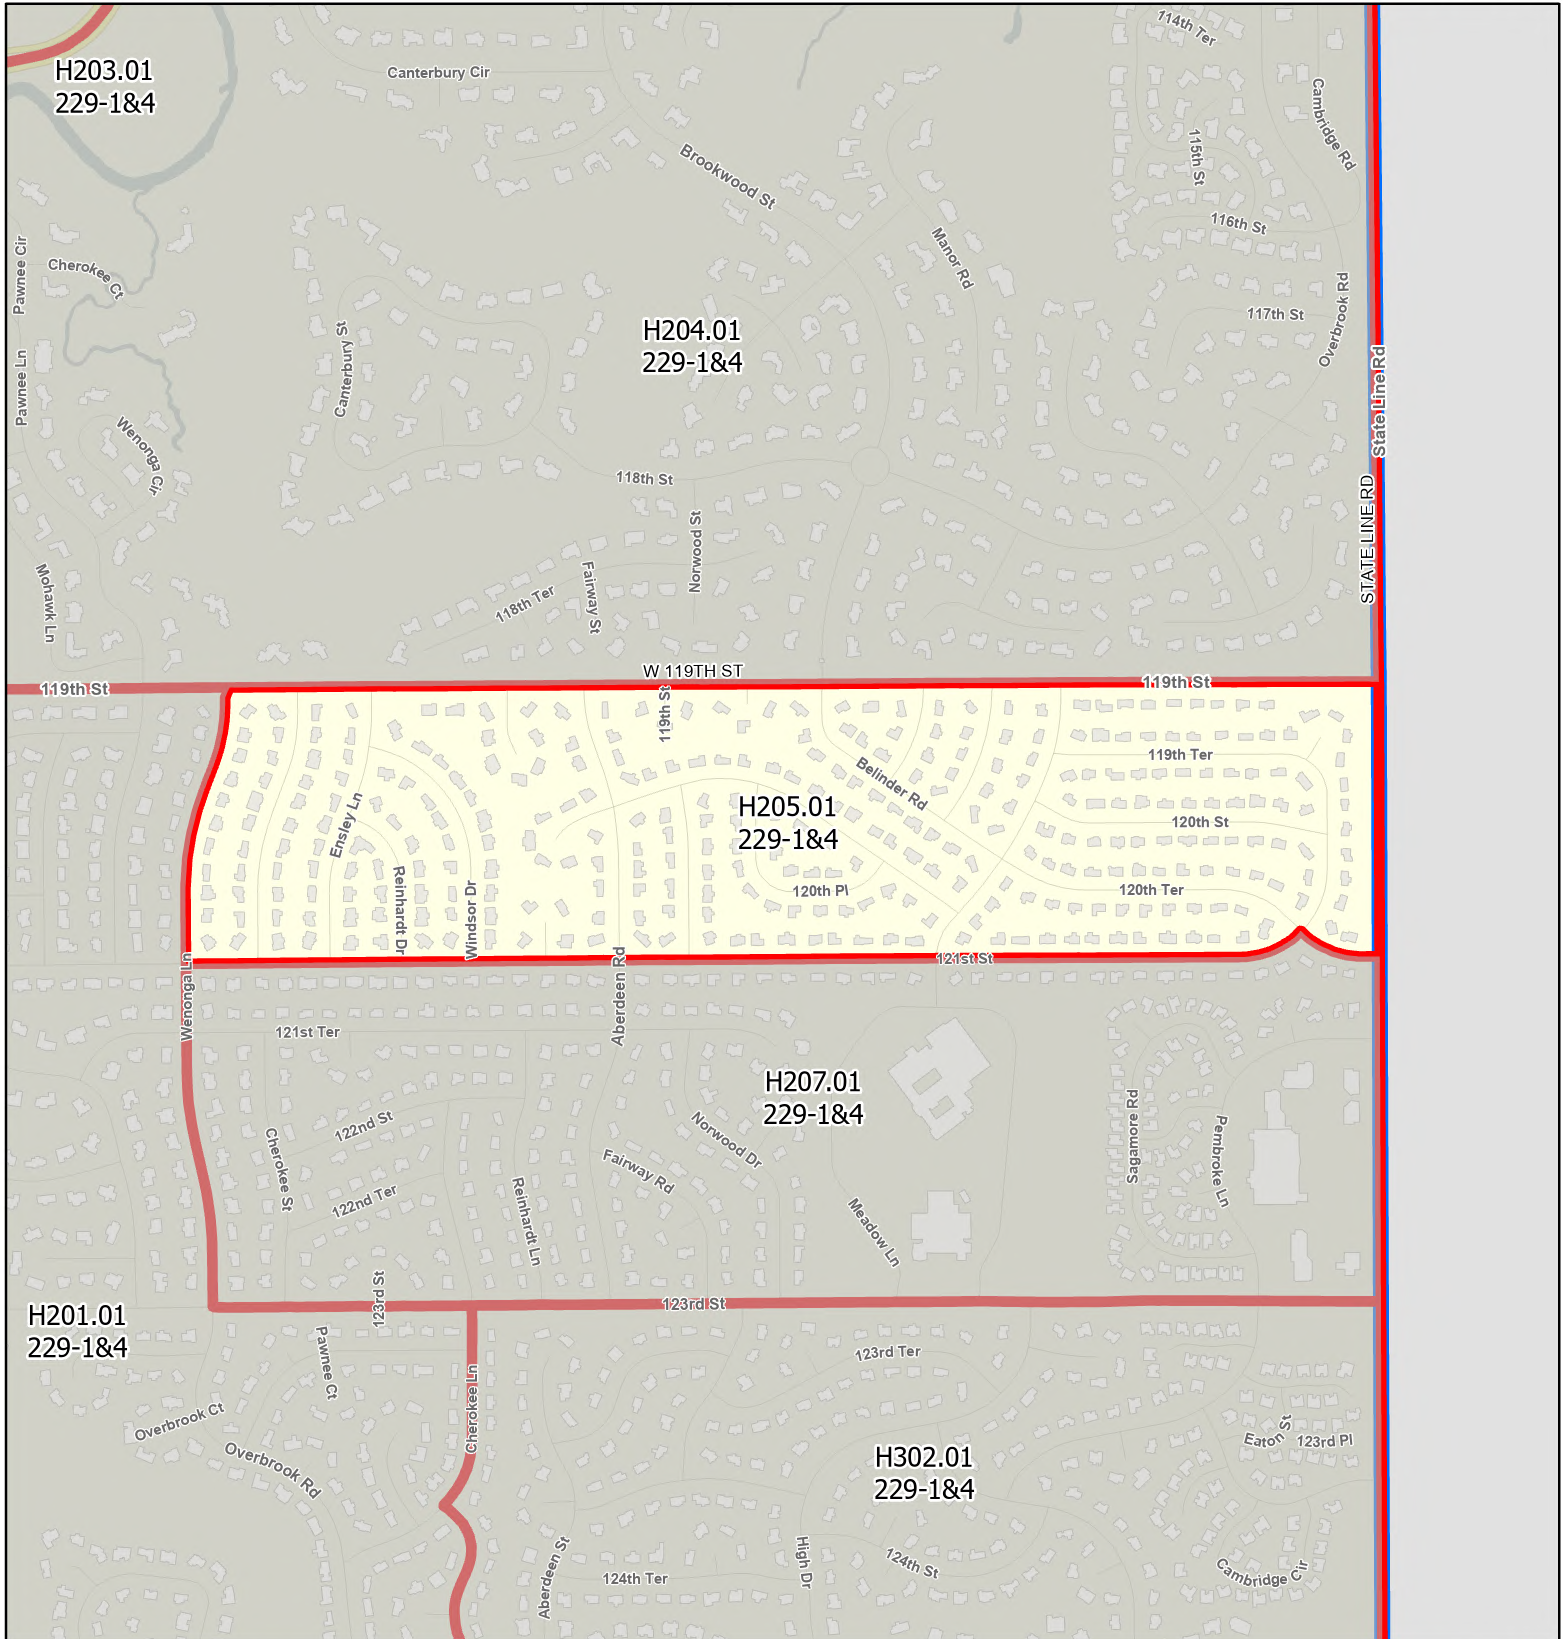 114th Ter
H203.01
229-1&4
Canterbury Cir
Cambridge Rd
115th St
Brookwood St
116th St
Manor Rd
Pawnee Cir
Cherokee Ct
117th St
Overbrook Rd
H204.01
229-1&4
Canterbury St
Pawnee Ln
State Line Rd
Wenonga Cir
118th St
STATE LINE RD
Norwood St
Mohawk Ln
118th Ter
Fairway St
W 119TH ST
119th St
119th St
119th St
119th Ter
Belinder Rd
H205.01
229-1&4
Ensley Ln
120th St
Reinhardt Dr
Windsor Dr
120th Pl
120th Ter
121st St
Wenonga Ln
Aberdeen Rd
121st Ter
H207.01
229-1&4
122nd St
Cherokee St
Norwood Dr
Sagamore Rd
Pembroke Ln
Fairway Rd
122nd Ter
Reinhardt Ln
Meadow Ln
123rd St
123rd St
H201.01
229-1&4
Pawnee Ct
123rd Ter
Cherokee Ln
Overbrook Ct
Eaton St
123rd Pl
Overbrook Rd
H302.01
229-1&4
Aberdeen St
High Dr
124th St
124th Ter
Cambridge Cir